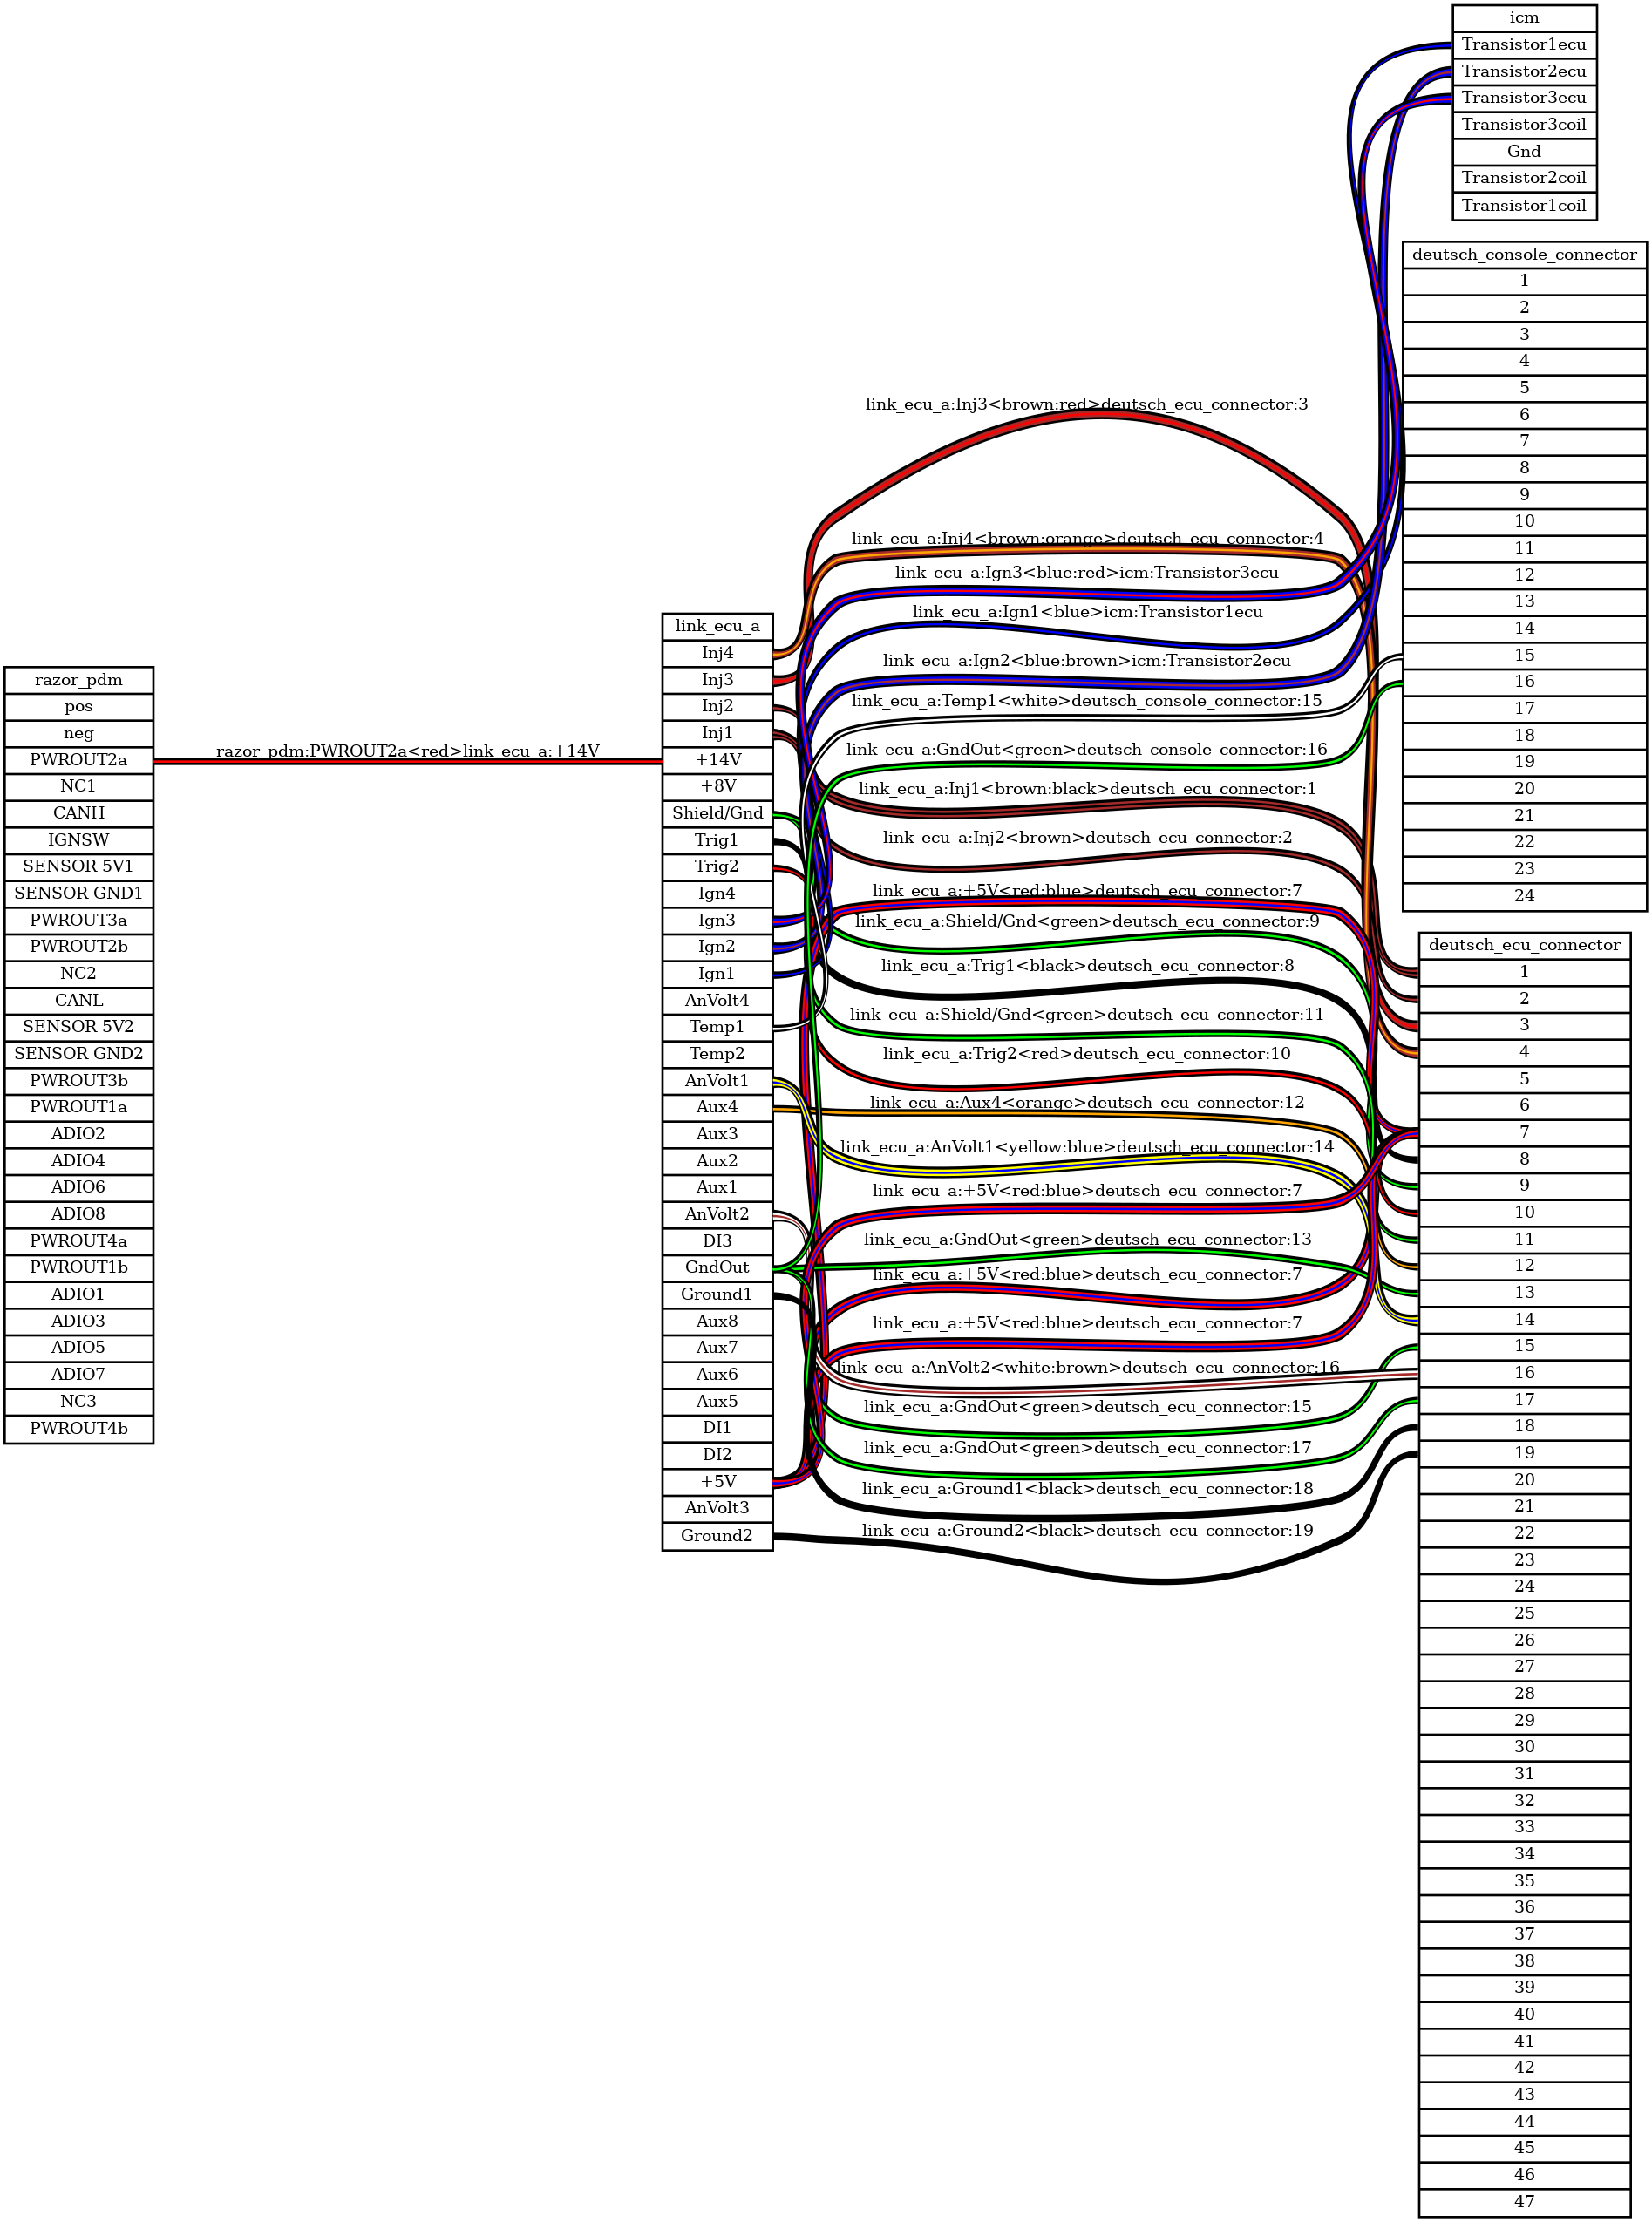 razor_pdm
pos
neg
PWROUT2a
NC1
CANH
IGNSW
SENSOR 5V1
SENSOR GND1
PWROUT3a
PWROUT2b
NC2
CANL
SENSOR 5V2
SENSOR GND2
PWROUT3b
PWROUT1a
ADIO2
ADIO4
ADIO6
ADIO8
PWROUT4a
PWROUT1b
ADIO1
ADIO3
ADIO5
ADIO7
NC3
PWROUT4b
razor_pdm:PWROUT2a<red>link_ecu_a:+14V
link_ecu_a
Inj4
Inj3
Inj2
Inj1
+14V
+8V
Shield/Gnd
Trig1
Trig2
Ign4
Ign3
Ign2
Ign1
AnVolt4
Temp1
Temp2
AnVolt1
Aux4
Aux3
Aux2
Aux1
AnVolt2
DI3
GndOut
Ground1
Aux8
Aux7
Aux6
Aux5
DI1
DI2
+5V
AnVolt3
Ground2
link_ecu_a:Inj3<brown:red>deutsch_ecu_connector:3
link_ecu_a:Inj4<brown:orange>deutsch_ecu_connector:4
link_ecu_a:Ign3<blue:red>icm:Transistor3ecu
link_ecu_a:Ign1<blue>icm:Transistor1ecu
link_ecu_a:Ign2<blue:brown>icm:Transistor2ecu
link_ecu_a:Temp1<white>deutsch_console_connector:15
link_ecu_a:GndOut<green>deutsch_console_connector:16
link_ecu_a:Inj1<brown:black>deutsch_ecu_connector:1
link_ecu_a:Inj2<brown>deutsch_ecu_connector:2
link_ecu_a:+5V<red:blue>deutsch_ecu_connector:7
link_ecu_a:Shield/Gnd<green>deutsch_ecu_connector:9
link_ecu_a:Trig1<black>deutsch_ecu_connector:8
link_ecu_a:Shield/Gnd<green>deutsch_ecu_connector:11
link_ecu_a:Trig2<red>deutsch_ecu_connector:10
link_ecu_a:Aux4<orange>deutsch_ecu_connector:12
link_ecu_a:AnVolt1<yellow:blue>deutsch_ecu_connector:14
link_ecu_a:+5V<red:blue>deutsch_ecu_connector:7
link_ecu_a:GndOut<green>deutsch_ecu_connector:13
link_ecu_a:+5V<red:blue>deutsch_ecu_connector:7
link_ecu_a:+5V<red:blue>deutsch_ecu_connector:7
link_ecu_a:AnVolt2<white:brown>deutsch_ecu_connector:16
link_ecu_a:GndOut<green>deutsch_ecu_connector:15
link_ecu_a:GndOut<green>deutsch_ecu_connector:17
link_ecu_a:Ground1<black>deutsch_ecu_connector:18
link_ecu_a:Ground2<black>deutsch_ecu_connector:19
icm
Transistor1ecu
Transistor2ecu
Transistor3ecu
Transistor3coil
Gnd
Transistor2coil
Transistor1coil
deutsch_console_connector
1
2
3
4
5
6
7
8
9
10
11
12
13
14
15
16
17
18
19
20
21
22
23
24
deutsch_ecu_connector
1
2
3
4
5
6
7
8
9
10
11
12
13
14
15
16
17
18
19
20
21
22
23
24
25
26
27
28
29
30
31
32
33
34
35
36
37
38
39
40
41
42
43
44
45
46
47